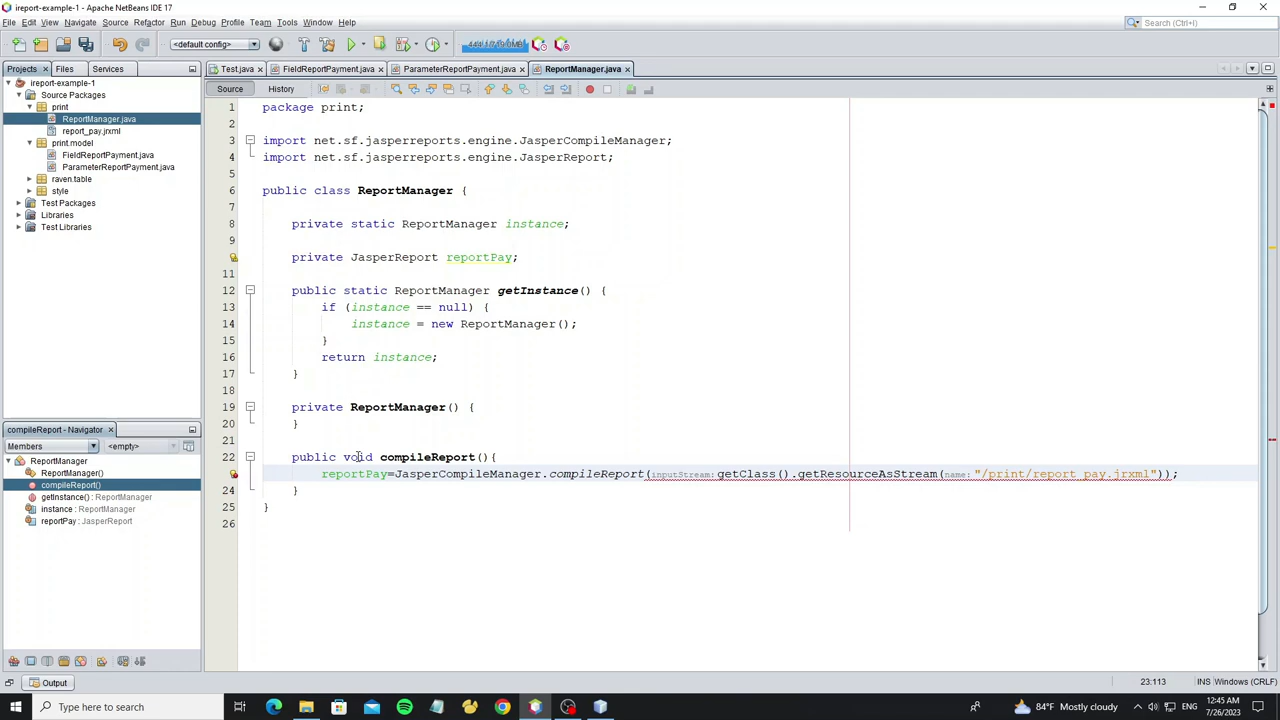 ireport-example-1 - Apache NetBeans IDE 17
File Edit View Navigate Source Refactor Run Debug Profile Team Tools Window Help
Search (Ctrl+I)
<default config>
Projects Files Services
Test.java FieldReportPayment.java ParameterReportPayment.java ReportManager.java
Source History
ireport-example-1
Source Packages
print
ReportManager.java
report_pay.jrxml
print.model
FieldReportPayment.java
ParameterReportPayment.java
raven.table
style
Test Packages
Libraries
Test Libraries
1 package print;
2
3 import net.sf.jasperreports.engine.JasperCompileManager;
4 import net.sf.jasperreports.engine.JasperReport;
5
6 public class ReportManager {
7
8 private static ReportManager instance;
9
private JasperReport reportPay;
11
12 public static ReportManager getInstance() {
13 if (instance == null) {
14 instance = new ReportManager();
15 }
16 return instance;
17 }
18
19 private ReportManager() {
20 }
21
22 public void compileReport(){
reportPay=JasperCompileManager.compileReport(inputStream:getClass().getResourceAsStream(name:"/print/report_pay.jrxml"));
24 }
25 }
26
compileReport - Navigator
Members <empty>
ReportManager
ReportManager()
compileReport()
getInstance() : ReportManager
instance : ReportManager
reportPay : JasperReport
Output
23:113 INS Windows (CRLF)
Type here to search
84°F Mostly cloudy
12:45 AM
7/26/2023